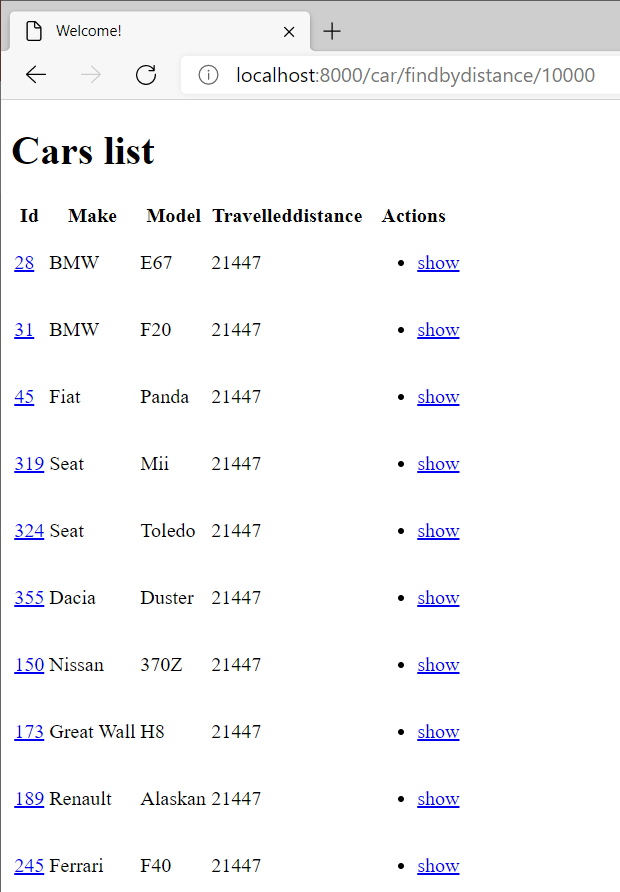 Welcome!
localhost:8000/car/findbydistance/10000
Cars list
Id Make Model Travelleddistance Actions
28 BMW E67 21447 • show
31 BMW F20 21447 • show
45 Fiat Panda 21447 • show
319 Seat Mii 21447 • show
324 Seat Toledo 21447 • show
355 Dacia Duster 21447 • show
150 Nissan 370Z 21447 • show
173 Great Wall H8 21447 • show
189 Renault Alaskan 21447 • show
245 Ferrari F40 21447 • show